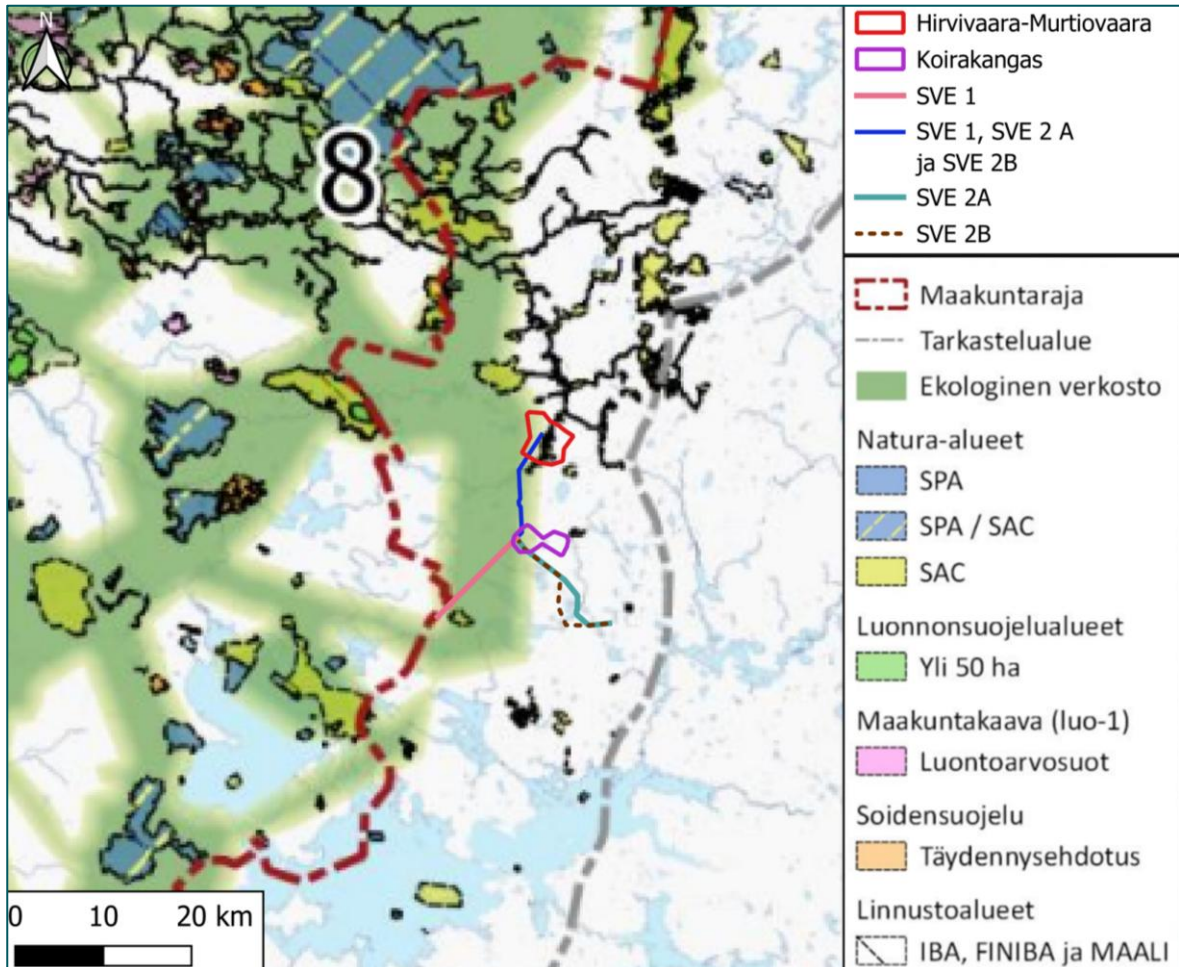 N
8
0 10 20 km
Hirvivaara-Murtiovaara
Koirakangas
SVE 1
SVE 1, SVE 2 A
ja SVE 2B
SVE 2A
SVE 2B
Maakuntaraja
Tarkastelualue
Ekologinen verkosto
Natura-alueet
SPA
SPA / SAC
SAC
Luonnonsuojelualueet
Yli 50 ha
Maakuntakaava (luo-1)
Luontoarvosuot
Soidensuojelu
Täydennysehdotus
Linnustoalueet
IBA, FINIBA ja MAALI